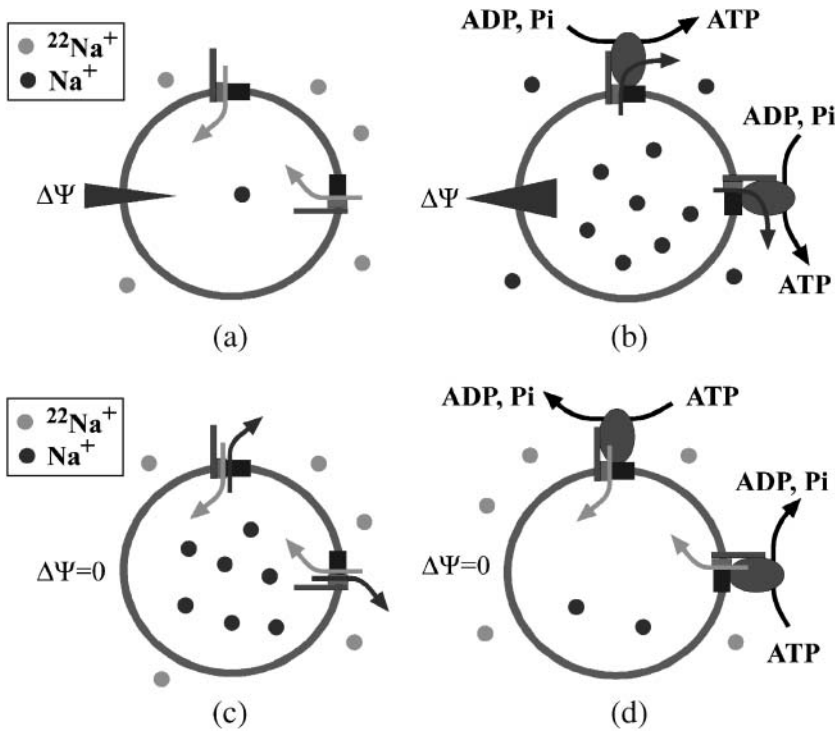 ²²Na⁺
Na⁺
ΔΨ
(a)
ADP, Pi
ATP
ADP, Pi
ΔΨ
ATP
(b)
²²Na⁺
Na⁺
ΔΨ=0
(c)
ADP, Pi
ATP
ADP, Pi
ΔΨ=0
ATP
(d)